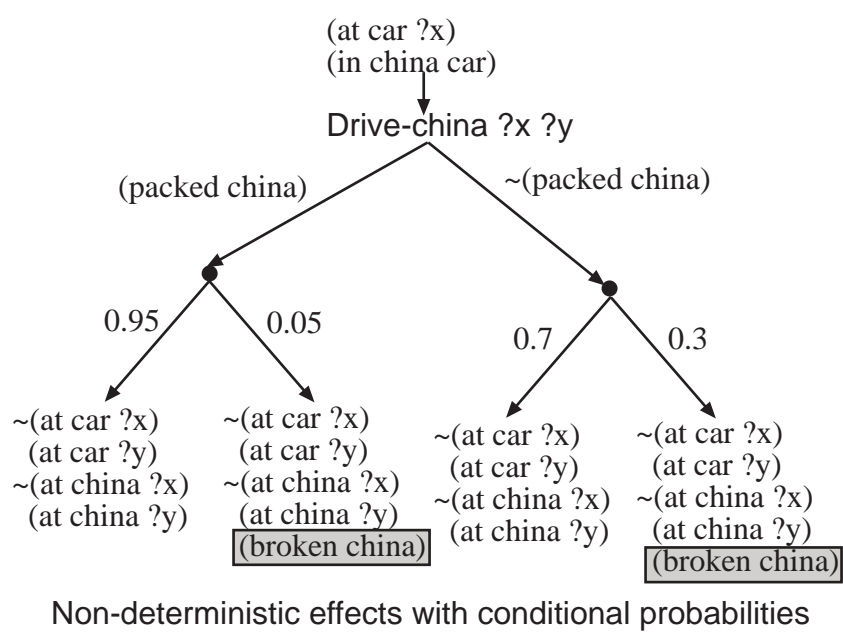 (at car ?x)
(in china car)
Drive-china ?x ?y
(packed china)
~(packed china)
0.95
0.05
0.7
0.3
~(at car ?x)
(at car ?y)
~(at china ?x)
(at china ?y)
~(at car ?x)
(at car ?y)
~(at china ?x)
(at china ?y)
(broken china)
~(at car ?x)
(at car ?y)
~(at china ?x)
(at china ?y)
~(at car ?x)
(at car ?y)
~(at china ?x)
(at china ?y)
(broken china)
Non-deterministic effects with conditional probabilities